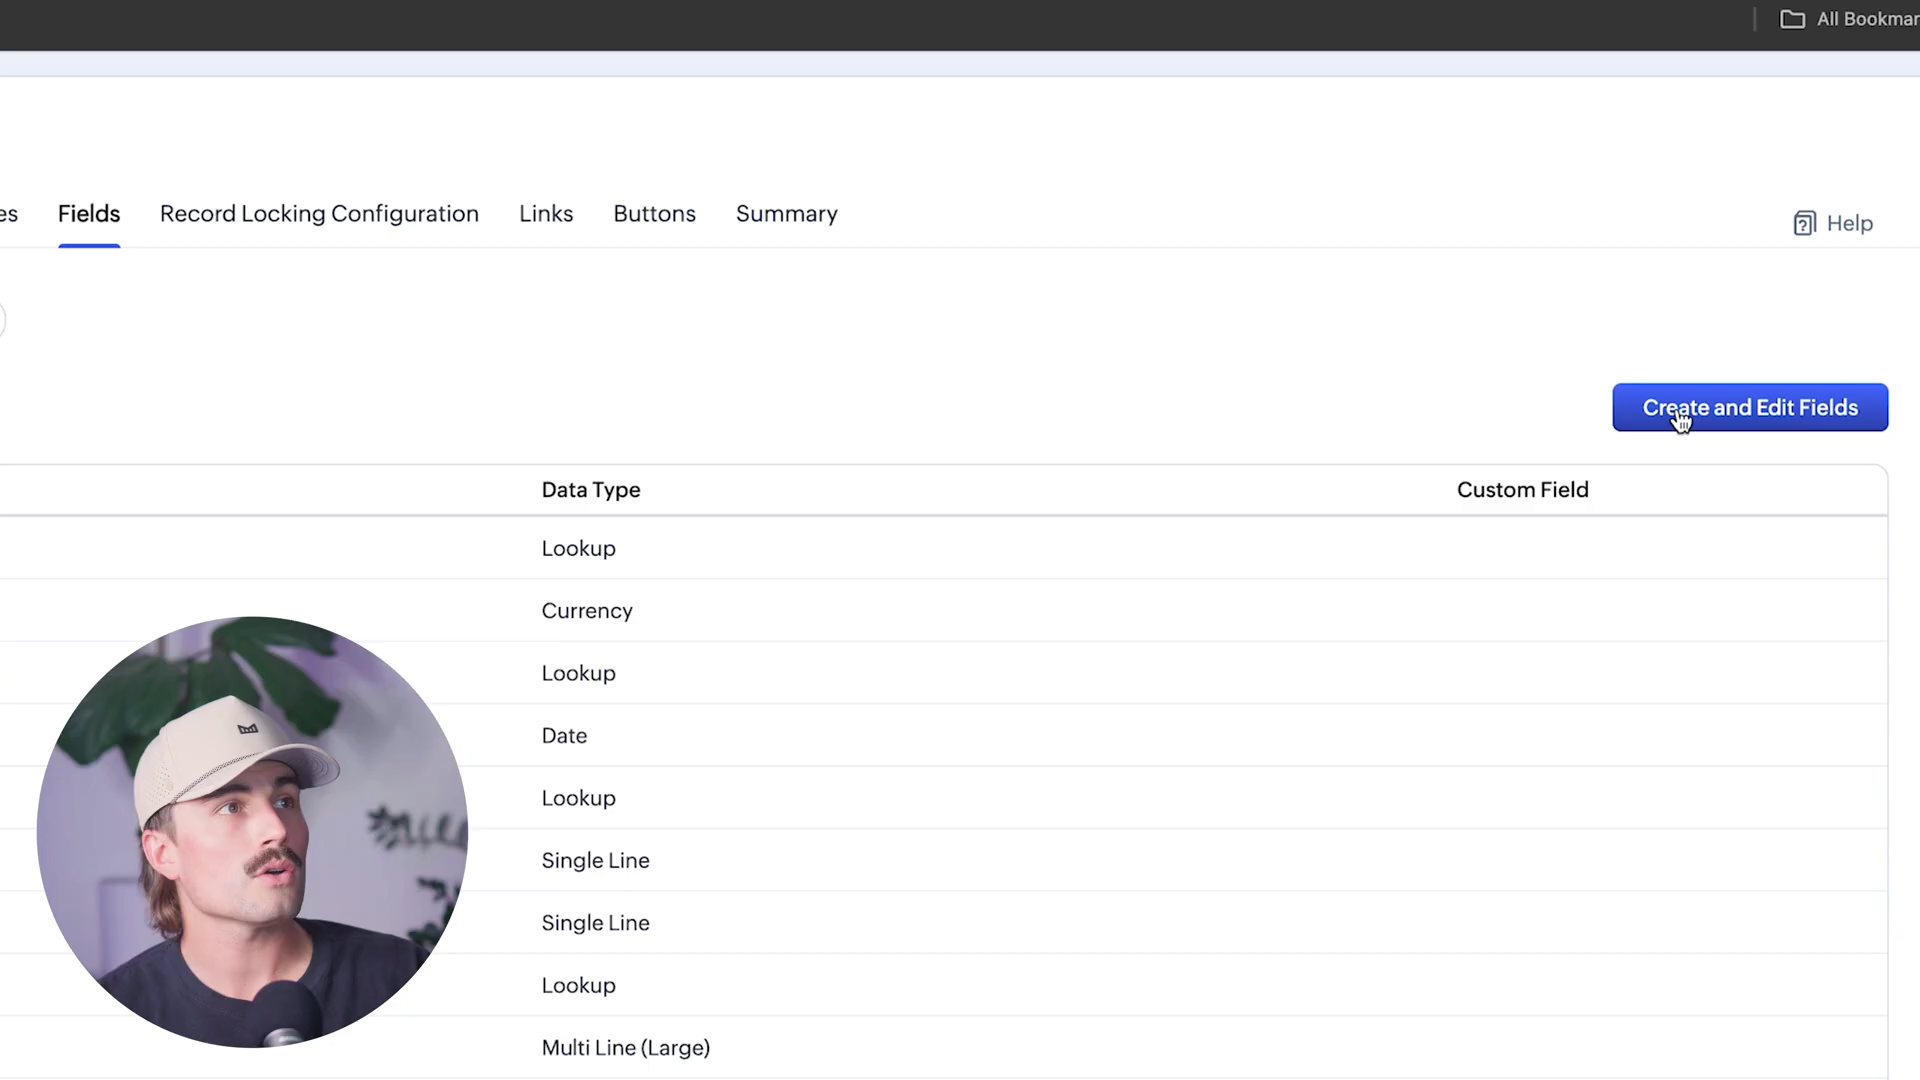 All Bookmar
es
Fields
Record Locking Configuration
Links
Buttons
Summary
Help
Create and Edit Fields
Data Type
Custom Field
Lookup
Currency
Lookup
Date
Lookup
Single Line
Single Line
Lookup
Multi Line (Large)